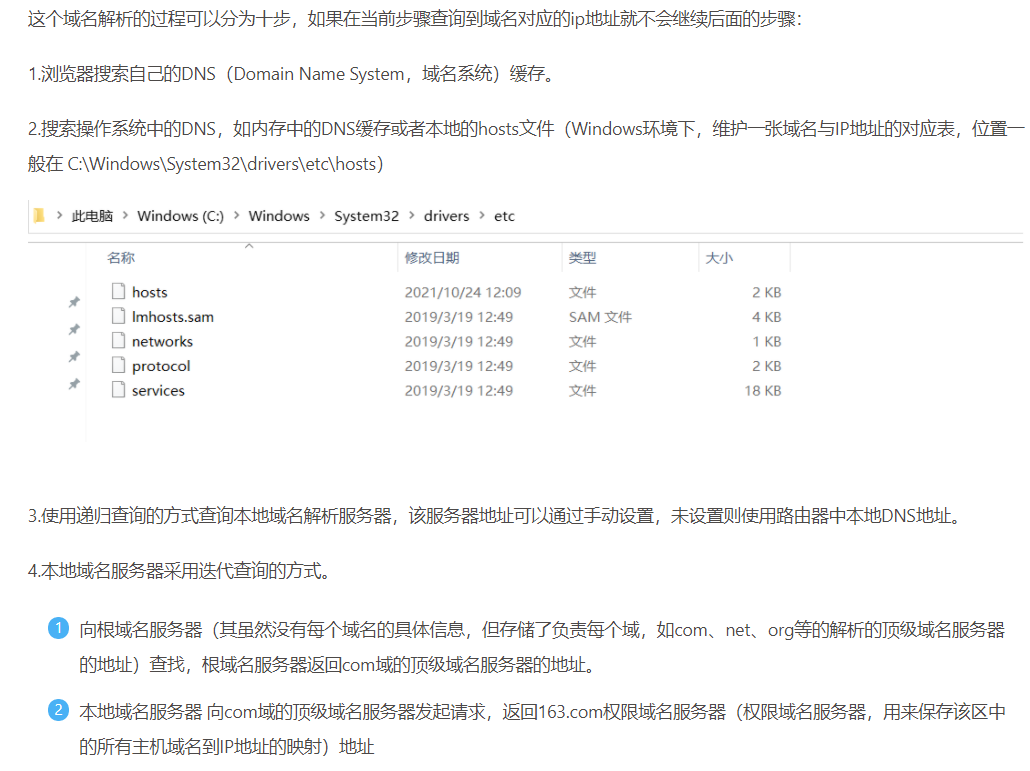 这个域名解析的过程可以分为十步，如果在当前步骤查询到域名对应的ip地址就不会继续后面的步骤：
1.浏览器搜索自己的DNS（Domain Name System，域名系统）缓存。
2.搜索操作系统中的DNS，如内存中的DNS缓存或者本地的hosts文件（Windows环境下，维护一张域名与IP地址的对应表，位置一
般在 C:\Windows\System32\drivers\etc\hosts）
› 此电脑 › Windows (C:) › Windows › System32 › drivers › etc
名称 修改日期 类型 大小
hosts 2021/10/24 12:09 文件 2 KB
lmhosts.sam 2019/3/19 12:49 SAM 文件 4 KB
networks 2019/3/19 12:49 文件 1 KB
protocol 2019/3/19 12:49 文件 2 KB
services 2019/3/19 12:49 文件 18 KB
3.使用递归查询的方式查询本地域名解析服务器，该服务器地址可以通过手动设置，未设置则使用路由器中本地DNS地址。
4.本地域名服务器采用迭代查询的方式。
1 向根域名服务器（其虽然没有每个域名的具体信息，但存储了负责每个域，如com、net、org等的解析的顶级域名服务器
的地址）查找，根域名服务器返回com域的顶级域名服务器的地址。
2 本地域名服务器 向com域的顶级域名服务器发起请求，返回163.com权限域名服务器（权限域名服务器，用来保存该区中
的所有主机域名到IP地址的映射）地址